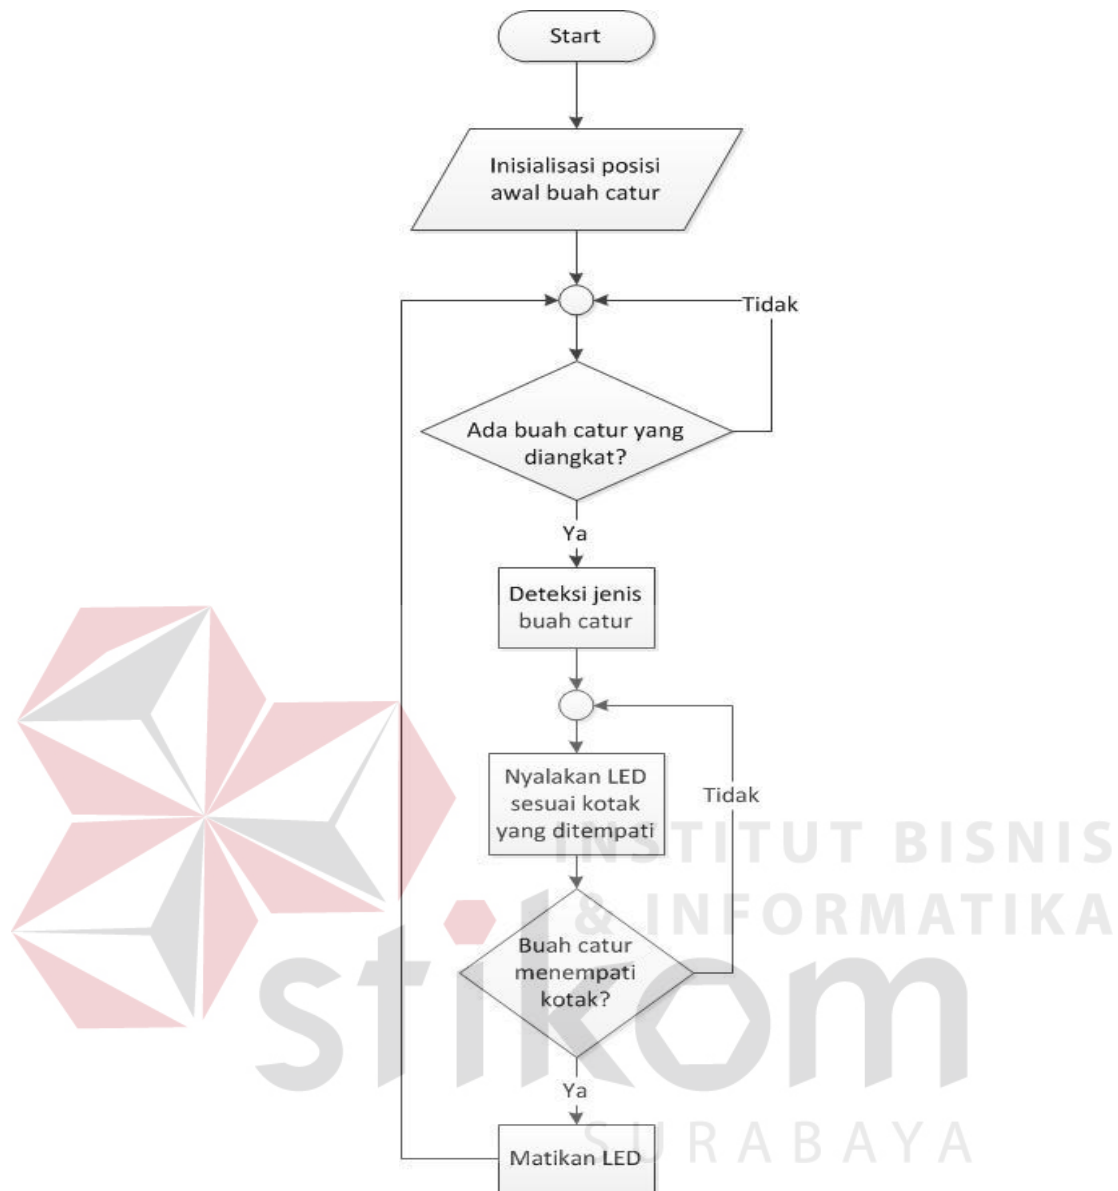 Start
Inisialisasi posisi
awal buah catur
Tidak
Ada buah catur yang
diangkat?
Ya
Deteksi jenis
buah catur
Nyalakan LED
sesuai kotak
yang ditempati
Tidak
Buah catur
menempati
kotak?
Ya
Matikan LED
INSTITUT BISNIS
& INFORMATIKA
stikom
SURABAYA